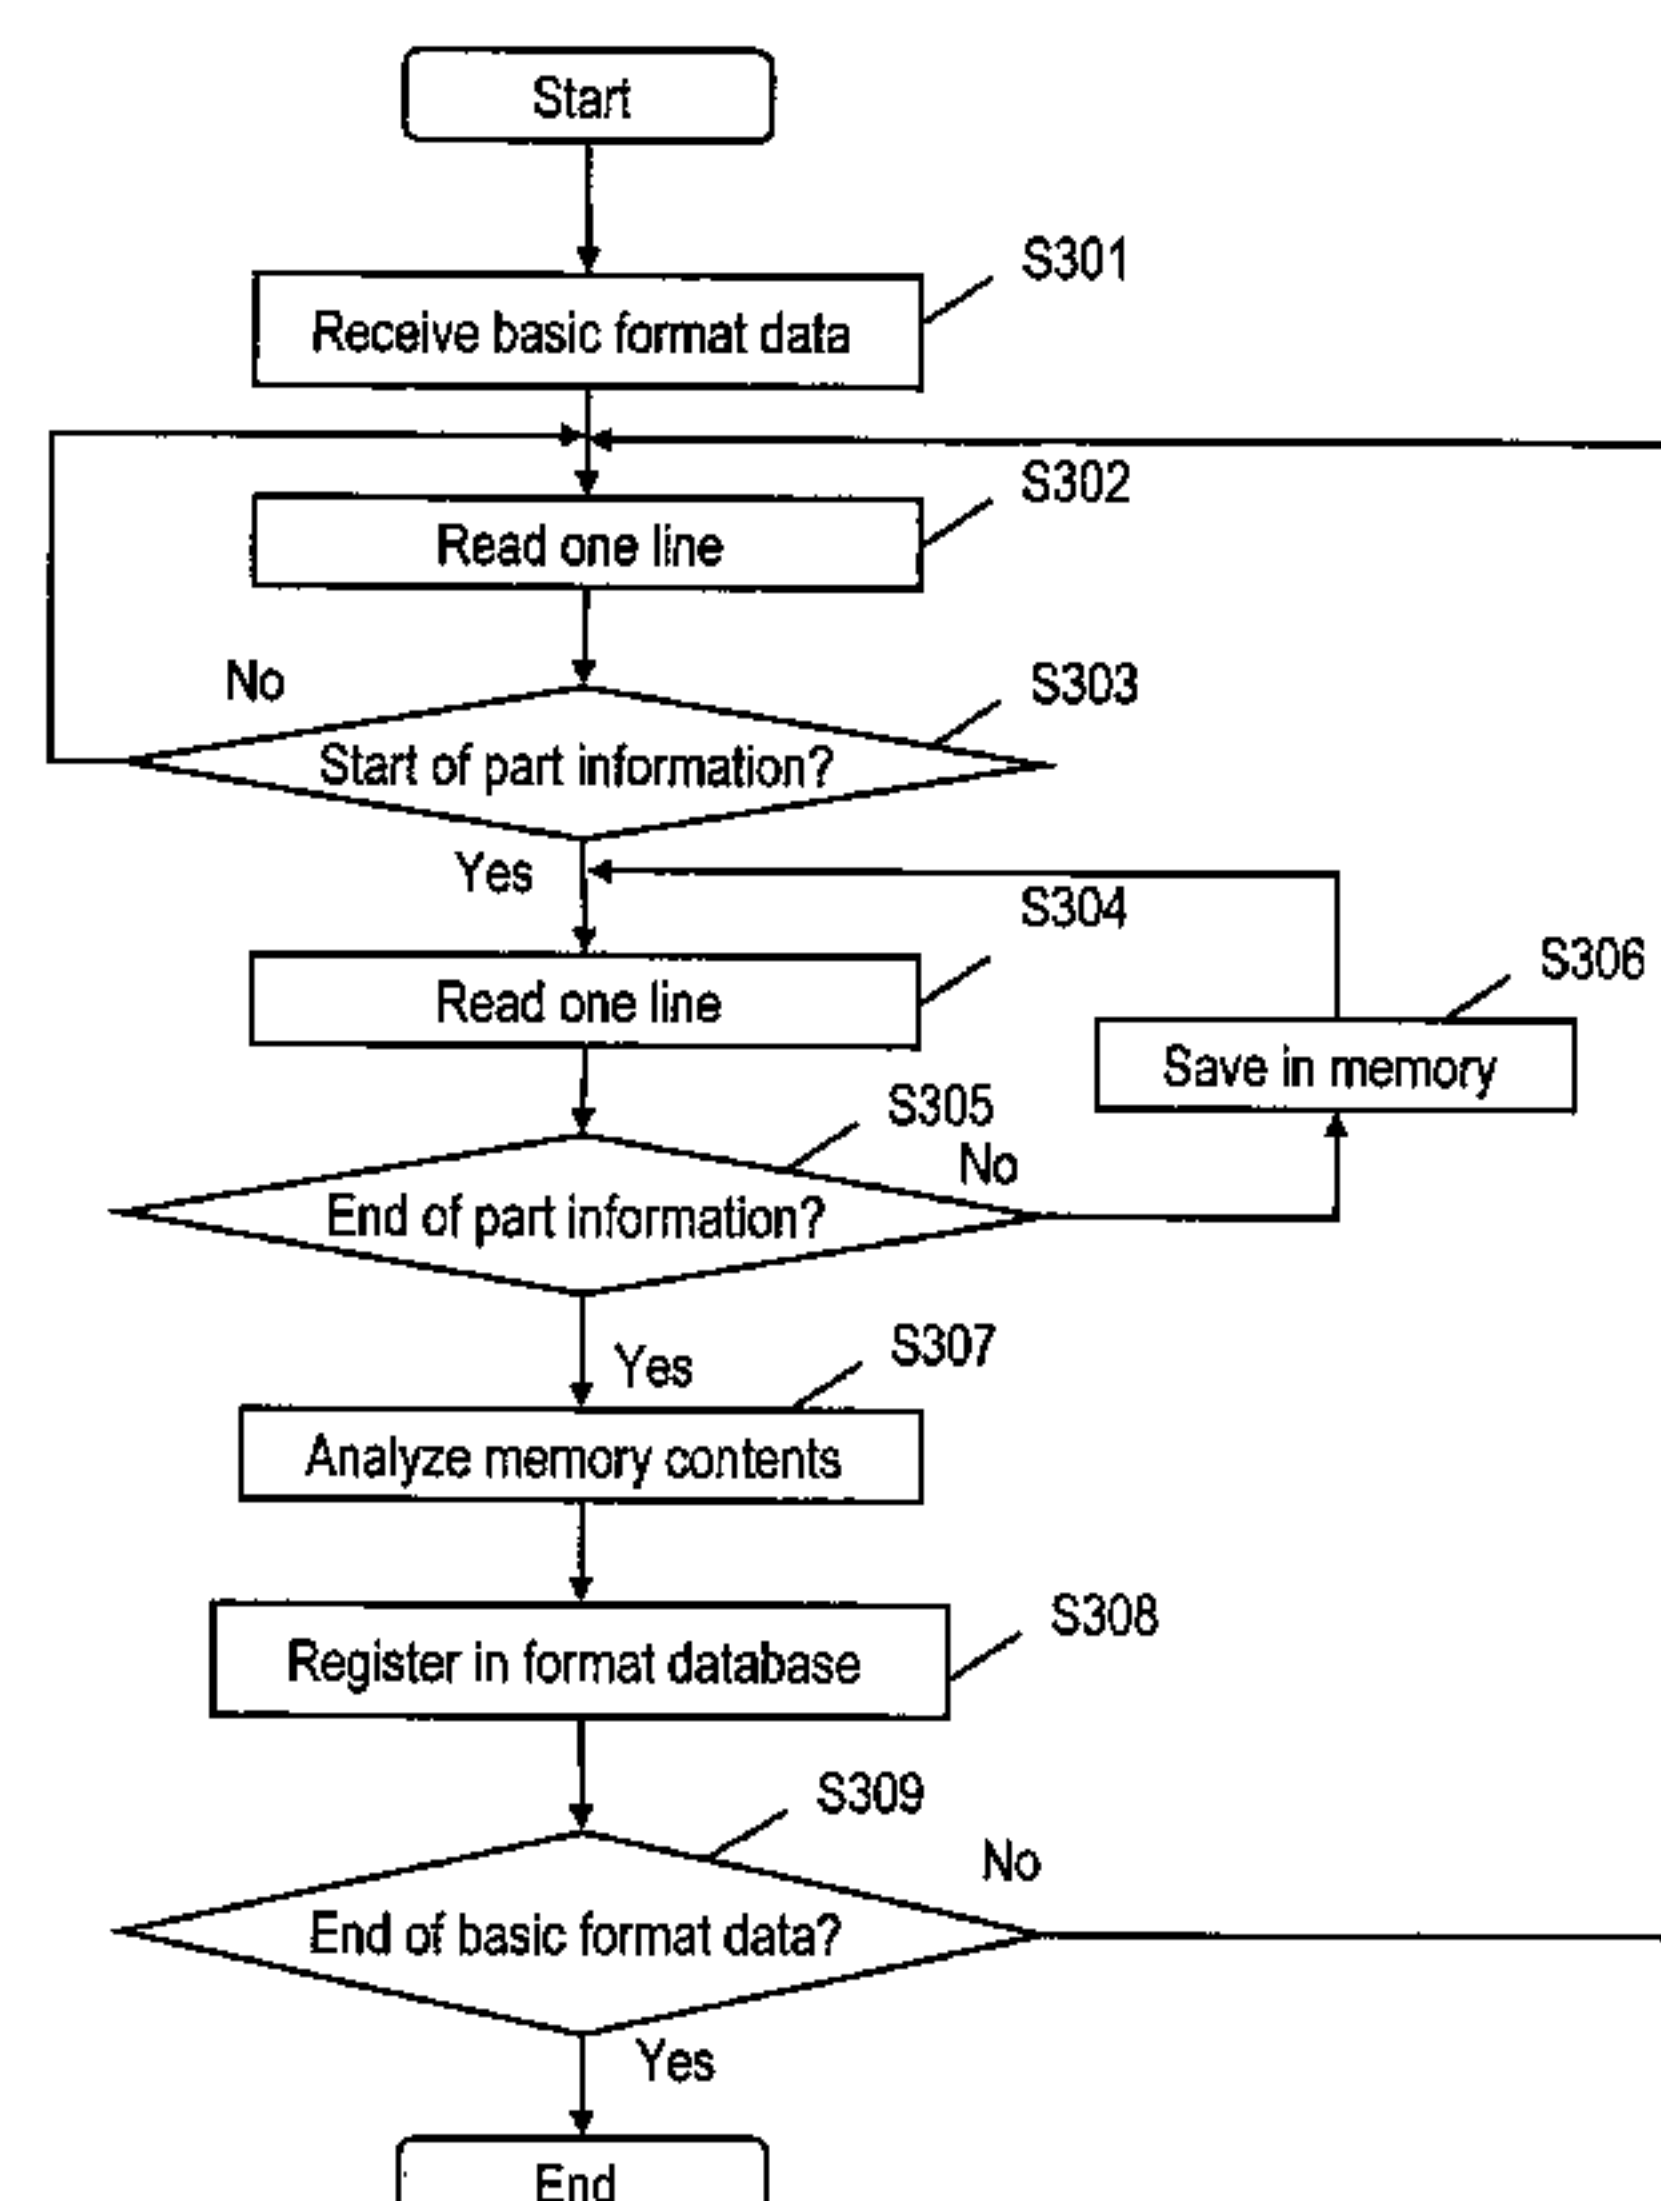 Start
S301
Receive basic format data
S302
Read one line
No
S303
Start of part information?
Yes
S304
Read one line
S306
Save in memory
S305
No
End of part information?
Yes
S307
Analyze memory contents
S308
Register in format database
S309
No
End of basic format data?
Yes
End